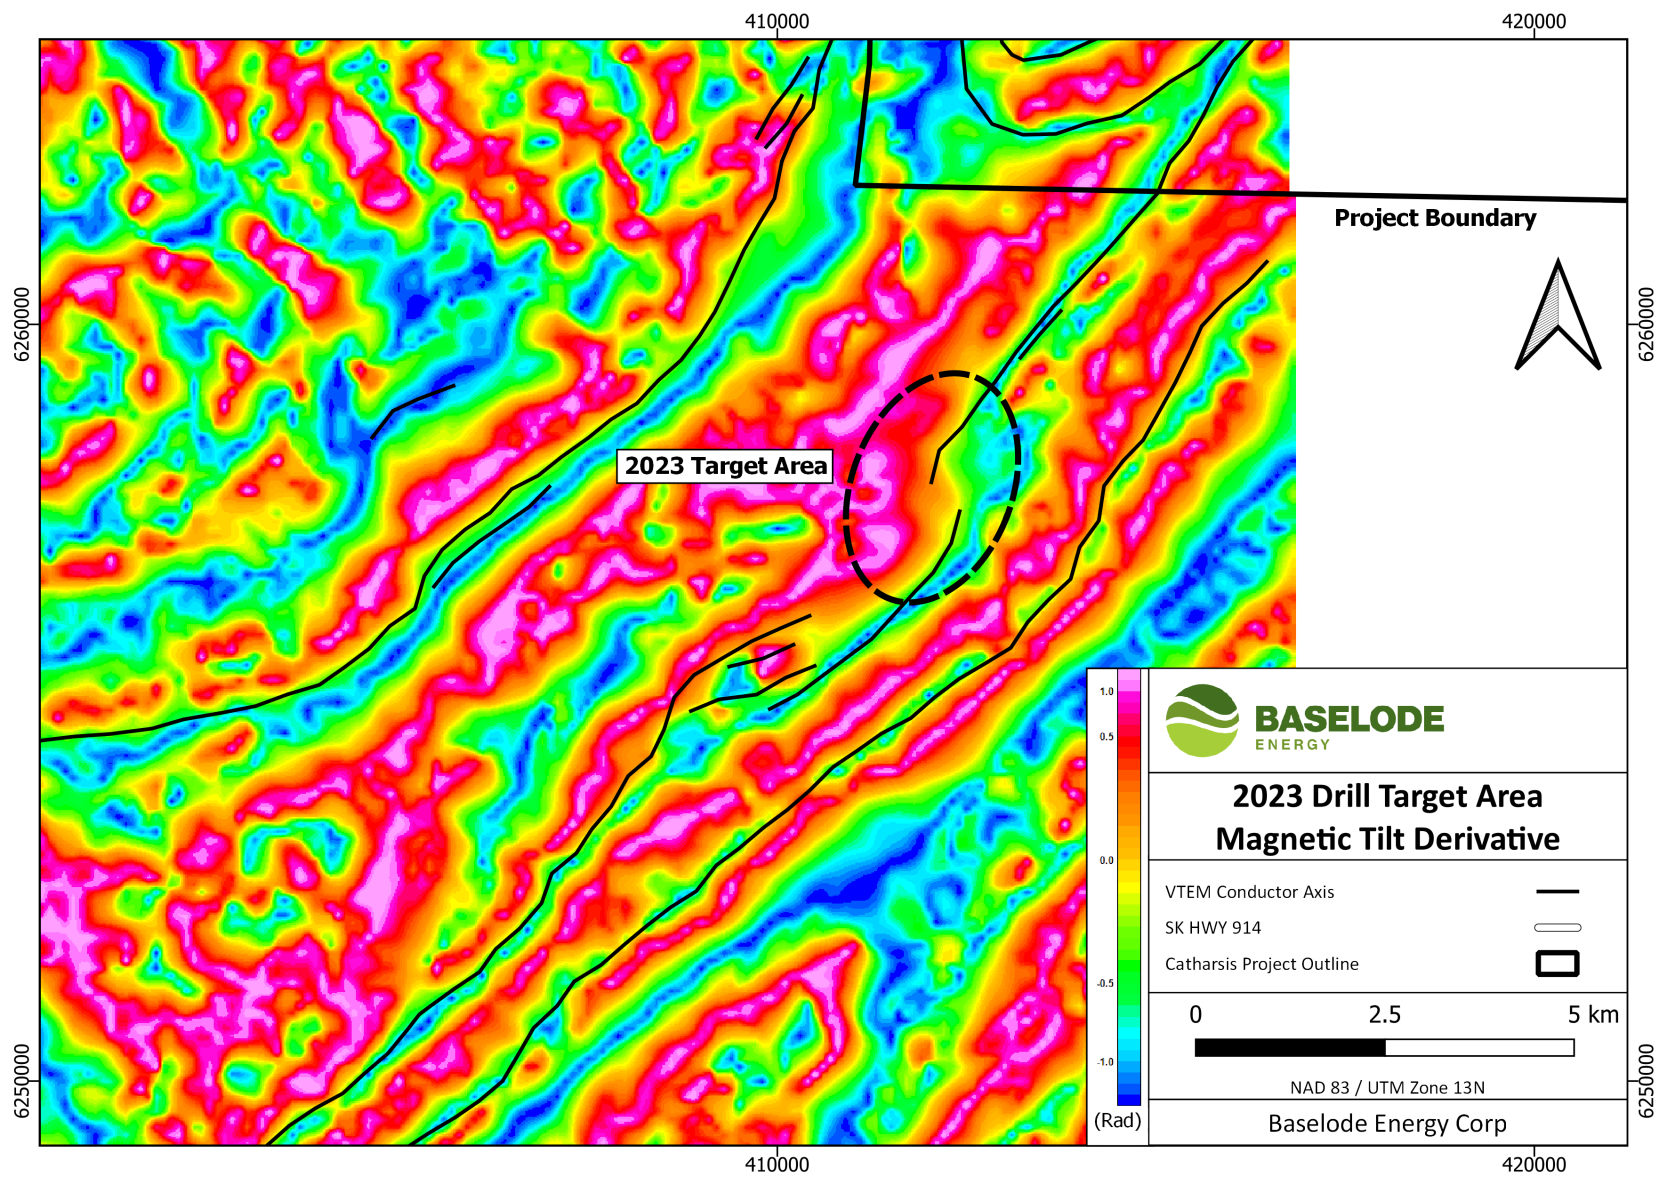 410000
420000
6260000
6260000
Project Boundary
2023 Target Area
1.0
0.5
0.0
-0.5
-1.0
(Rad)
BASELODE
ENERGY
2023 Drill Target Area
Magnetic Tilt Derivative
VTEM Conductor Axis
SK HWY 914
Catharsis Project Outline
0 2.5 5 km
NAD 83 / UTM Zone 13N
Baselode Energy Corp
6250000
6250000
410000
420000